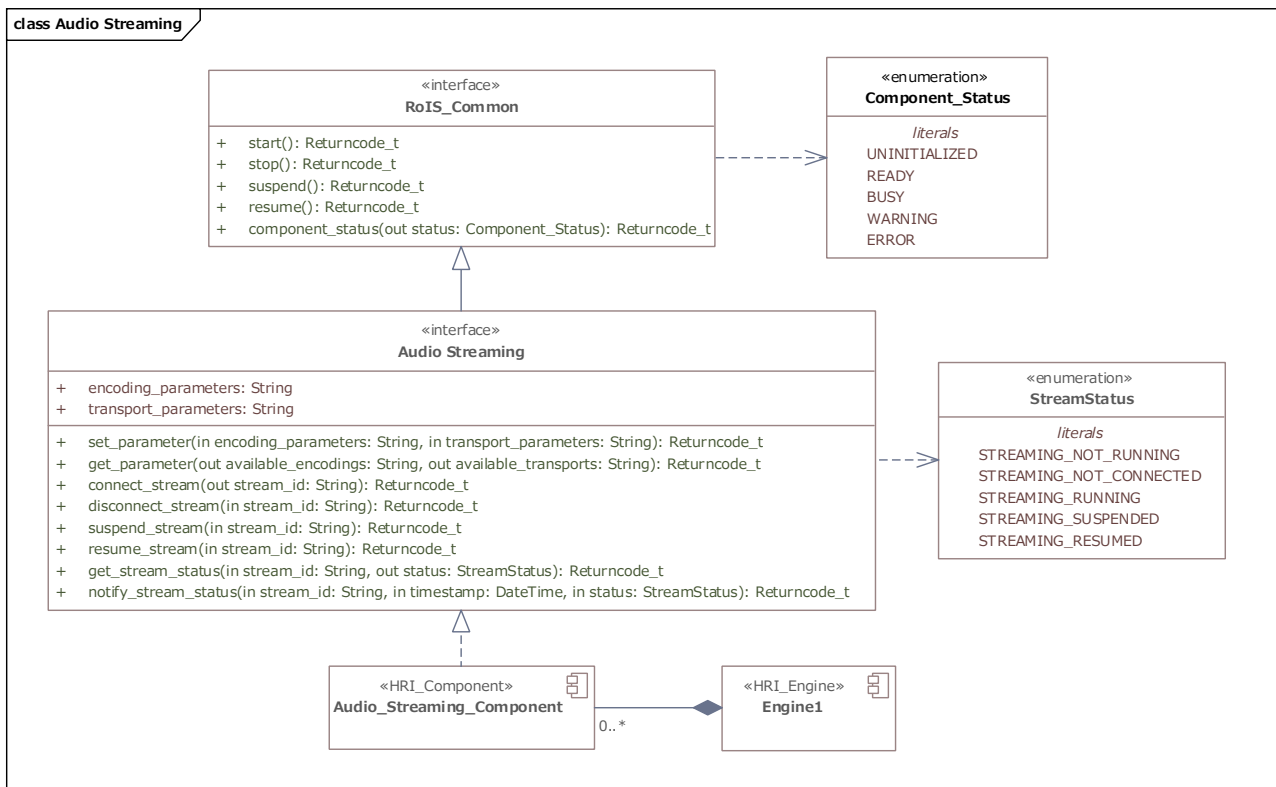 class Audio Streaming
«interface»
RoIS_Common
+ start(): Returncode_t
+ stop(): Returncode_t
+ suspend(): Returncode_t
+ resume(): Returncode_t
+ component_status(out status: Component_Status): Returncode_t
«enumeration»
Component_Status
literals
UNINITIALIZED
READY
BUSY
WARNING
ERROR
«interface»
Audio Streaming
+ encoding_parameters: String
+ transport_parameters: String
+ set_parameter(in encoding_parameters: String, in transport_parameters: String): Returncode_t
+ get_parameter(out available_encodings: String, out available_transports: String): Returncode_t
+ connect_stream(out stream_id: String): Returncode_t
+ disconnect_stream(in stream_id: String): Returncode_t
+ suspend_stream(in stream_id: String): Returncode_t
+ resume_stream(in stream_id: String): Returncode_t
+ get_stream_status(in stream_id: String, out status: StreamStatus): Returncode_t
+ notify_stream_status(in stream_id: String, in timestamp: DateTime, in status: StreamStatus): Returncode_t
«enumeration»
StreamStatus
literals
STREAMING_NOT_RUNNING
STREAMING_NOT_CONNECTED
STREAMING_RUNNING
STREAMING_SUSPENDED
STREAMING_RESUMED
«HRI_Component»
Audio_Streaming_Component
0..*
«HRI_Engine»
Engine1